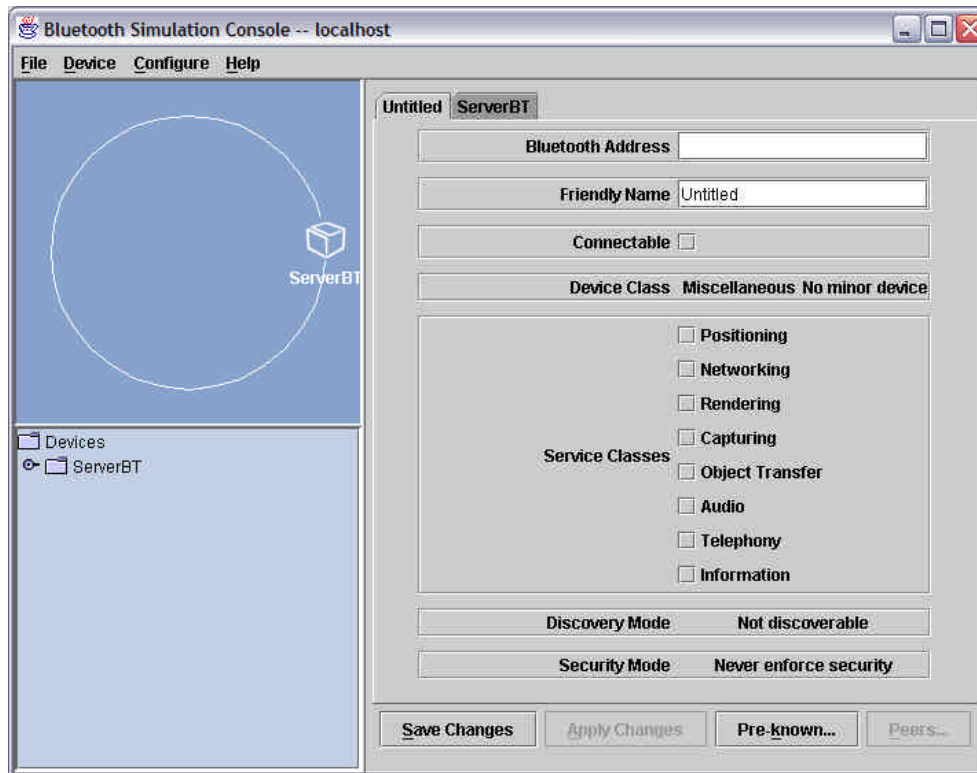 Bluetooth Simulation Console -- localhost
File Device Configure Help
ServerBT
Devices
ServerBT
Untitled ServerBT
Bluetooth Address
Friendly Name Untitled
Connectable
Device Class Miscellaneous No minor device
Service Classes
Positioning
Networking
Rendering
Capturing
Object Transfer
Audio
Telephony
Information
Discovery Mode Not discoverable
Security Mode Never enforce security
Save Changes Apply Changes Pre-known... Peers...